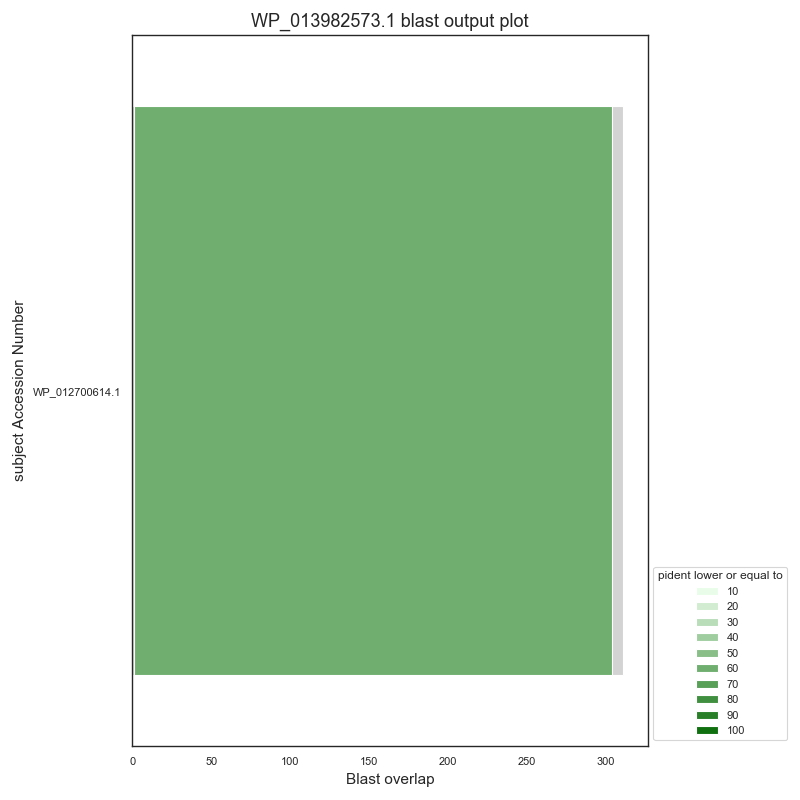 WP_013982573.1 blast output plot
subject Accession Number
WP_012700614.1
0 50 100 150 200 250 300
Blast overlap
pident lower or equal to
10
20
30
40
50
60
70
80
90
100